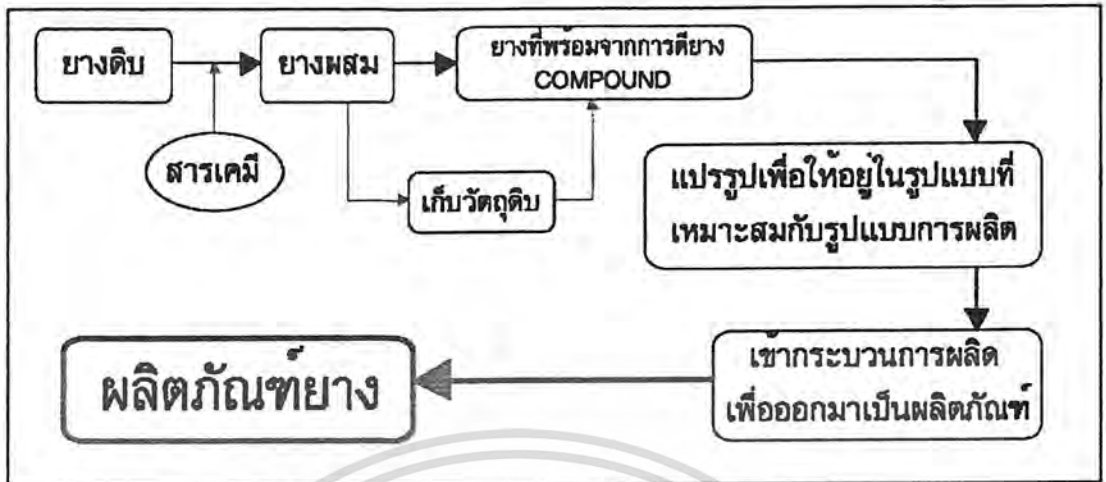 ยางดิบ
ยางผสม
ยางที่พร้อมจากการตียาง
COMPOUND
สารเคมี
เก็บวัตถุดิบ
แปรรูปเพื่อให้อยู่ในรูปแบบที่
เหมาะสมกับรูปแบบการผลิต
เข้ากระบวนการผลิต
เพื่อออกมาเป็นผลิตภัณฑ์
ผลิตภัณฑ์ยาง